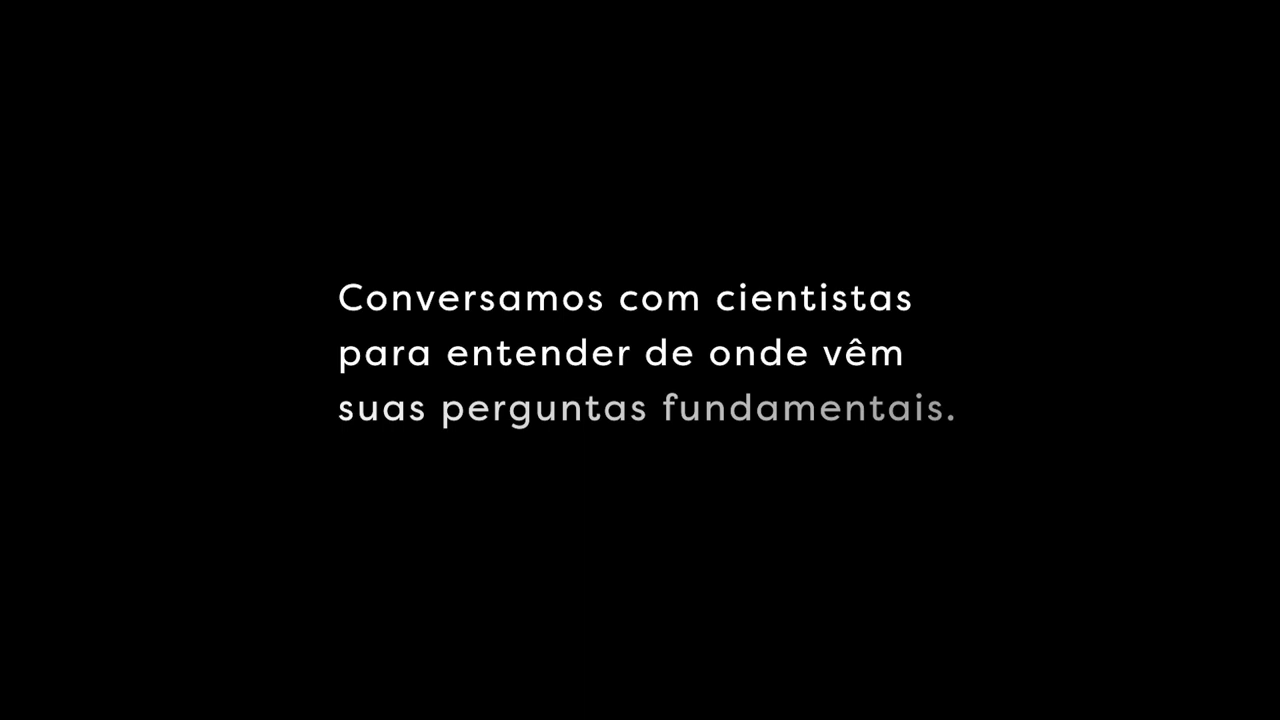 Conversamos com cientistas
para entender de onde vêm
suas perguntas fundamentais.